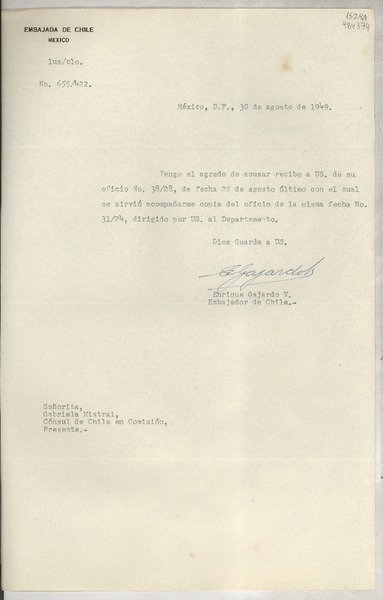 EMBAJADA DE CHILE
MEXICO
lus/clo.
No. 655/422.
México, D.F., 30 de agosto de 1949.
Tengo el agrado de acusar recibo a US. de su
oficio No. 38/28, de fecha 22 de agosto último con el cual
se sirvió acompañarme copia del oficio de la misma fecha No.
31/24, dirigido por US. al Departamento.
Dios Guarde a US.
Enrique Gajardo V.
Embajador de Chile.-
Señorita,
Gabriela Mistral,
Cónsul de Chile en Comisión,
Presente.-